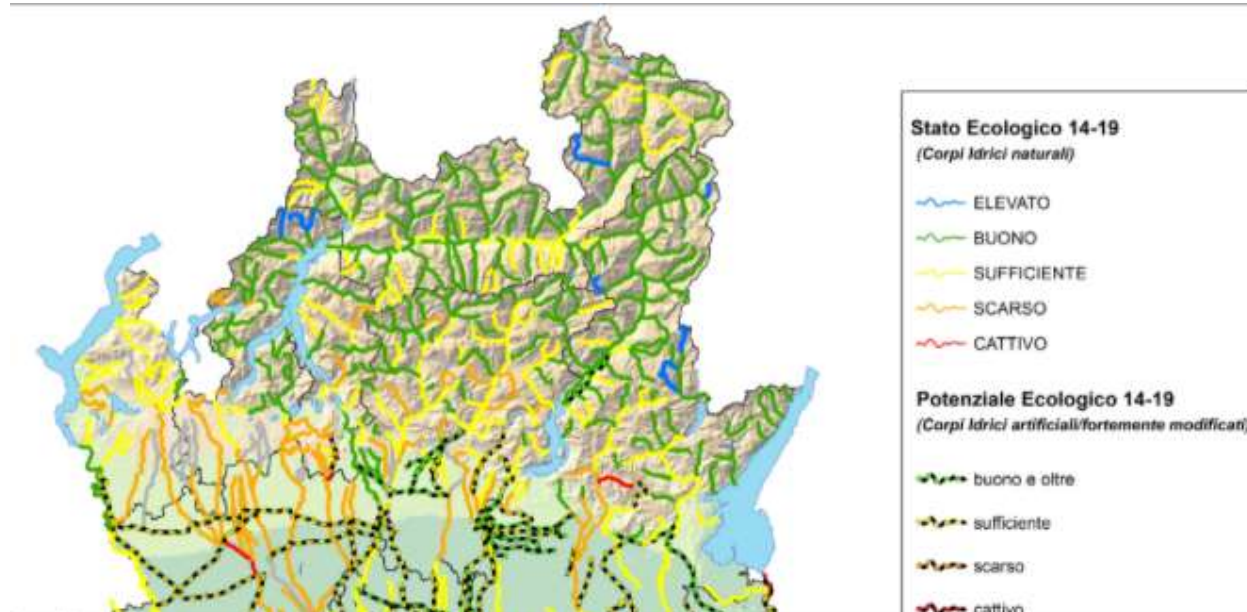 Stato Ecologico 14-19
(Corpi Idrici naturali)
ELEVATO
BUONO
SUFFICIENTE
SCARSO
CATTIVO
Potenziale Ecologico 14-19
(Corpi Idrici artificiali/fortemente modificati)
buono e oltre
sufficiente
scarso
cattivo